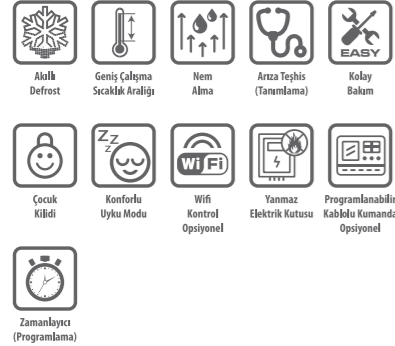 EASY
Akıllı
Defrost
Geniş Çalışma
Sıcaklık Aralığı
Nem
Alma
Arıza Teşhis
(Tanımlama)
Kolay
Bakım
ZZZ
Wi Fi
Çocuk
Kilidi
Konforlu
Uyku Modu
Wifi
Kontrol
Opsiyonel
Yanmaz
Elektrik Kutusu
Programlanabilir
Kablolu Kumanda
Opsiyonel
Zamanlayıcı
(Programlama)